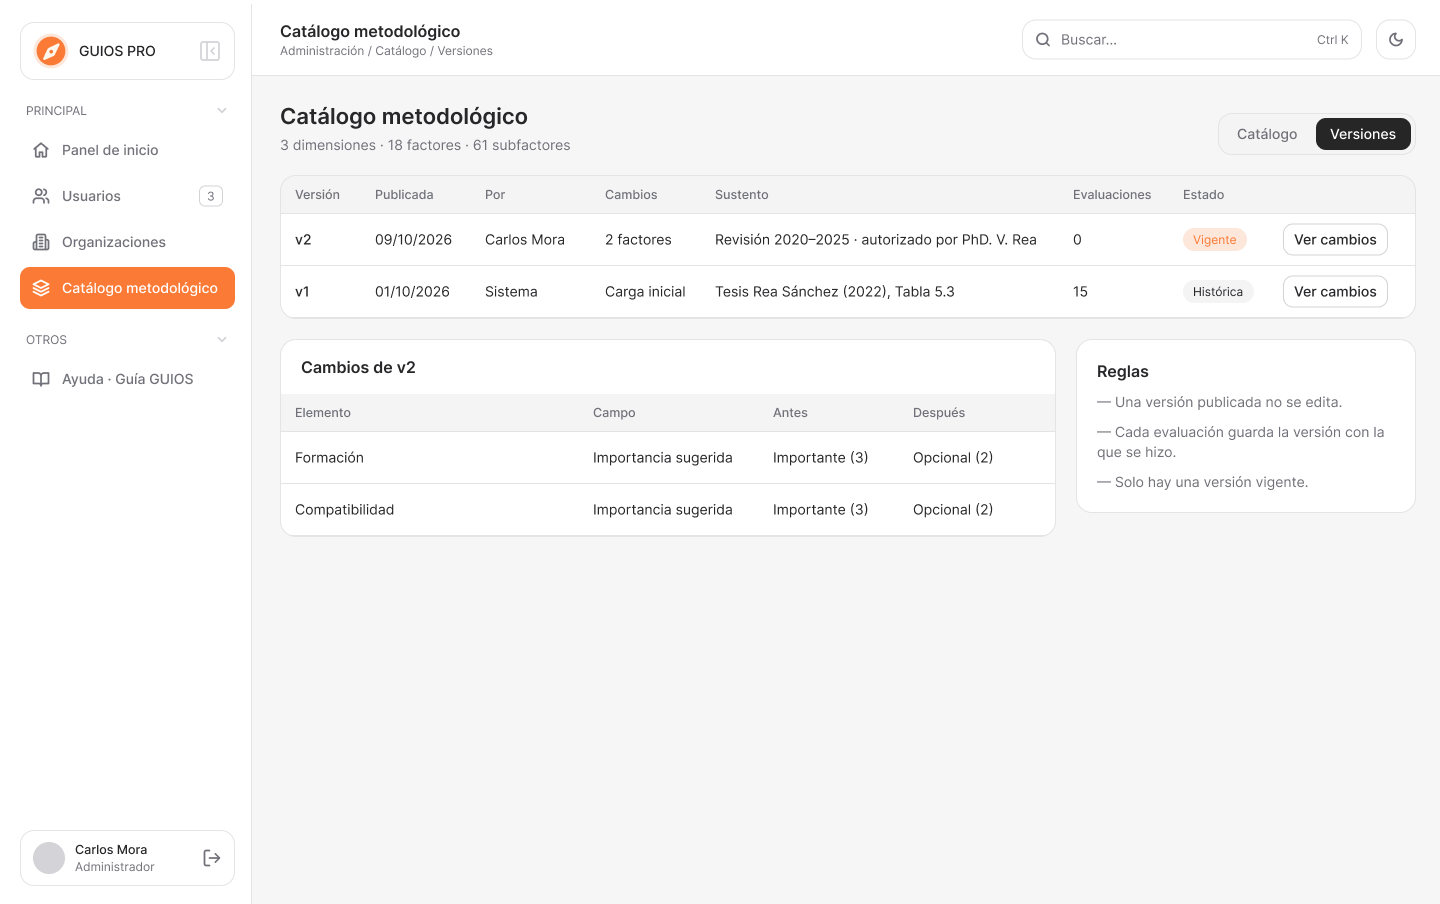 GUIOS PRO
PRINCIPAL
Panel de inicio
Usuarios 3
Organizaciones
Catálogo metodológico
OTROS
Ayuda · Guía GUIOS
Carlos Mora
Administrador
Catálogo metodológico
Administración / Catálogo / Versiones
Buscar... Ctrl K
Catálogo metodológico
3 dimensiones · 18 factores · 61 subfactores
Catálogo Versiones
Versión Publicada Por Cambios Sustento Evaluaciones Estado
v2 09/10/2026 Carlos Mora 2 factores Revisión 2020–2025 · autorizado por PhD. V. Rea 0 Vigente Ver cambios
v1 01/10/2026 Sistema Carga inicial Tesis Rea Sánchez (2022), Tabla 5.3 15 Histórica Ver cambios
Cambios de v2
Elemento Campo Antes Después
Formación Importancia sugerida Importante (3) Opcional (2)
Compatibilidad Importancia sugerida Importante (3) Opcional (2)
Reglas
— Una versión publicada no se edita.
— Cada evaluación guarda la versión con la
que se hizo.
— Solo hay una versión vigente.